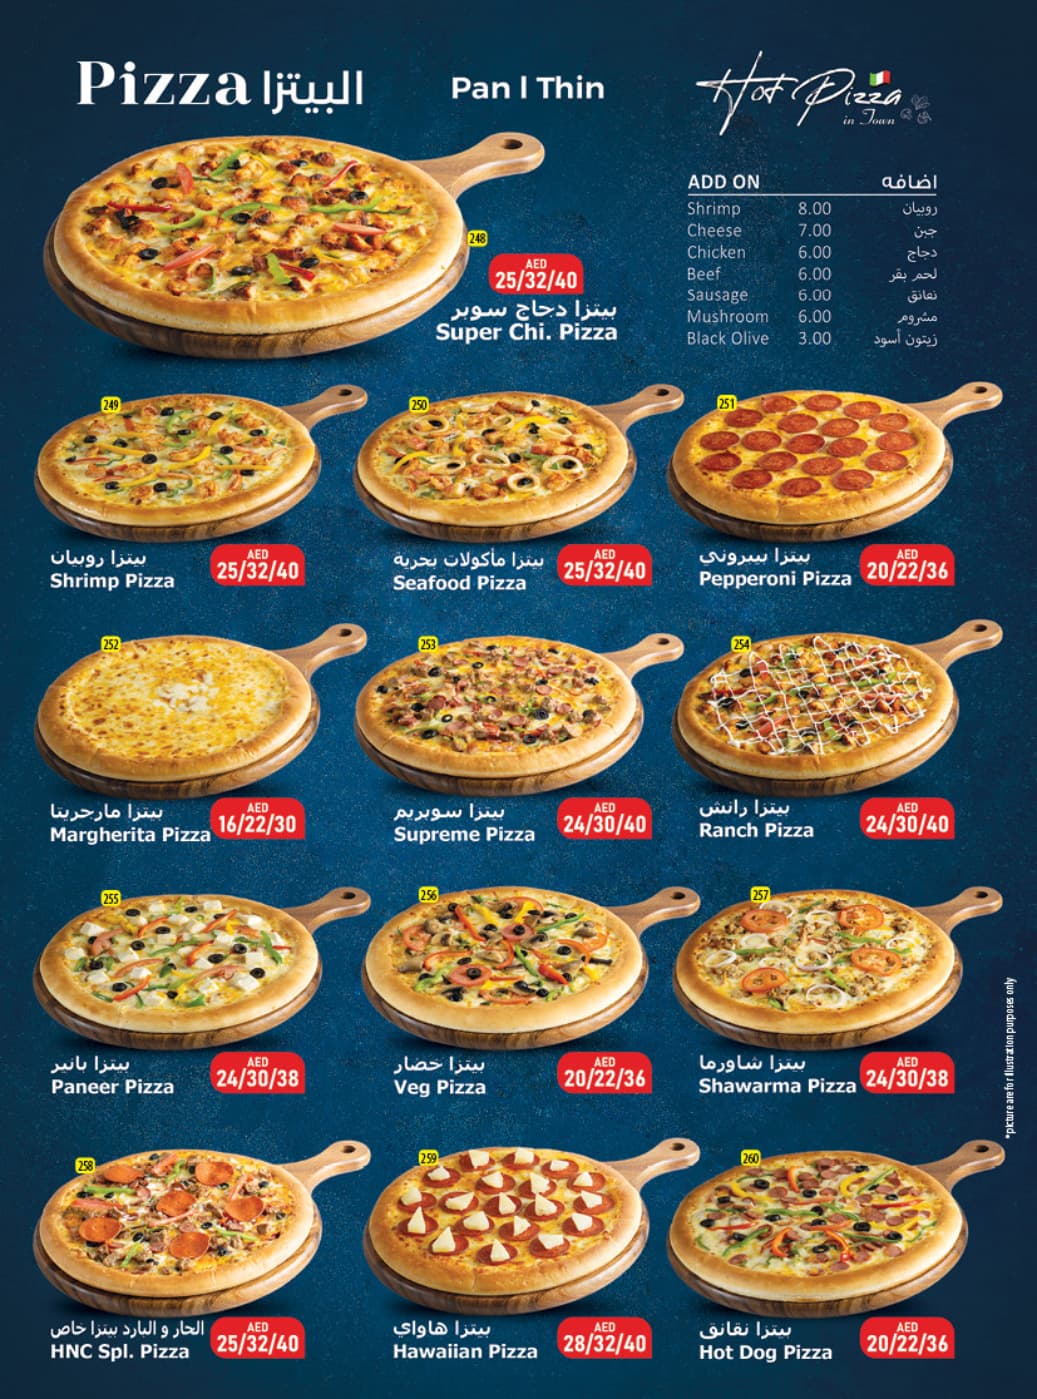 Pizza البيتزا
Pan I Thin
Hot Pizza
in Town
ADD ON اضافه
Shrimp 8.00 روبيان
Cheese 7.00 جبن
Chicken 6.00 دجاج
Beef 6.00 لحم بقر
Sausage 6.00 نعانق
Mushroom 6.00 مشروم
Black Olive 3.00 زيتون أسود
248
AED
25/32/40
بيتزا دجاج سوبر
Super Chi. Pizza
249
بيتزا روبيان
Shrimp Pizza
AED
25/32/40
250
بيتزا مأكولات بحرية
Seafood Pizza
AED
25/32/40
251
بيتزا بيبروني
Pepperoni Pizza
AED
20/22/36
252
بيتزا مارجريتا
Margherita Pizza
AED
16/22/30
253
بيتزا سوبريم
Supreme Pizza
AED
24/30/40
254
بيتزا رانش
Ranch Pizza
AED
24/30/40
255
بيتزا بانير
Paneer Pizza
AED
24/30/38
256
بيتزا خضار
Veg Pizza
AED
20/22/36
257
بيتزا شاورما
Shawarma Pizza
AED
24/30/38
*picture are for illustration purposes only
258
الحار و البارد بيتزا خاص
HNC Spl. Pizza
AED
25/32/40
259
بيتزا هاواي
Hawaiian Pizza
AED
28/32/40
260
بيتزا نقانق
Hot Dog Pizza
AED
20/22/36